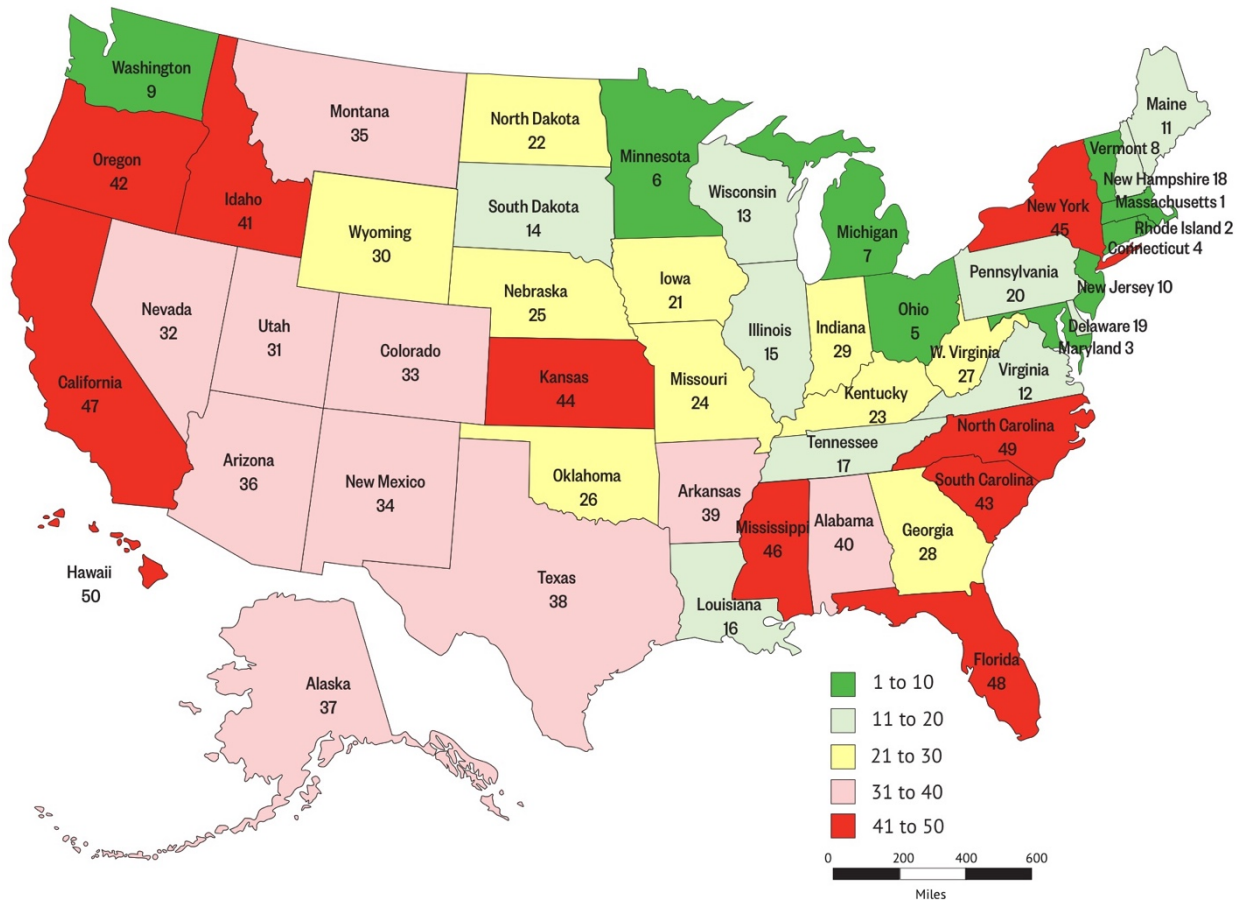 Washington
9
Montana
35
North Dakota
22
Minnesota
6
Maine
11
Vermont 8
New Hampshire 18
Massachusetts 1
Rhode Island 2
Connecticut 4
Oregon
42
Idaho
41
Wyoming
30
South Dakota
14
Wisconsin
13
Michigan
7
New York
45
Pennsylvania
20
New Jersey 10
Delaware 19
Maryland 3
Nevada
32
Utah
31
Colorado
33
Nebraska
25
Iowa
21
Illinois
15
Indiana
29
Ohio
5
W. Virginia
27
Virginia
12
California
47
Kansas
44
Missouri
24
Kentucky
23
Arizona
36
New Mexico
34
Oklahoma
26
Arkansas
39
Tennessee
17
North Carolina
49
South Carolina
43
Mississippi
46
Alabama
40
Georgia
28
Hawaii
50
Texas
38
Louisiana
16
Florida
48
Alaska
37
1 to 10
11 to 20
21 to 30
31 to 40
41 to 50
0 200 400 600
Miles